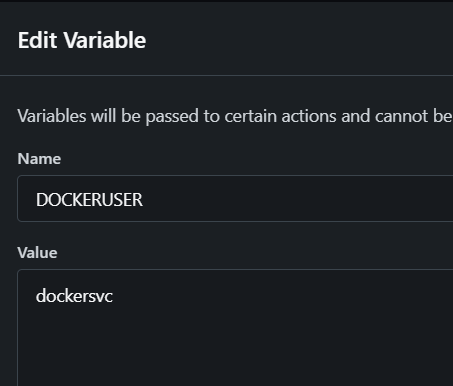 Edit Variable
Variables will be passed to certain actions and cannot be
Name
DOCKERUSER
Value
dockersvc